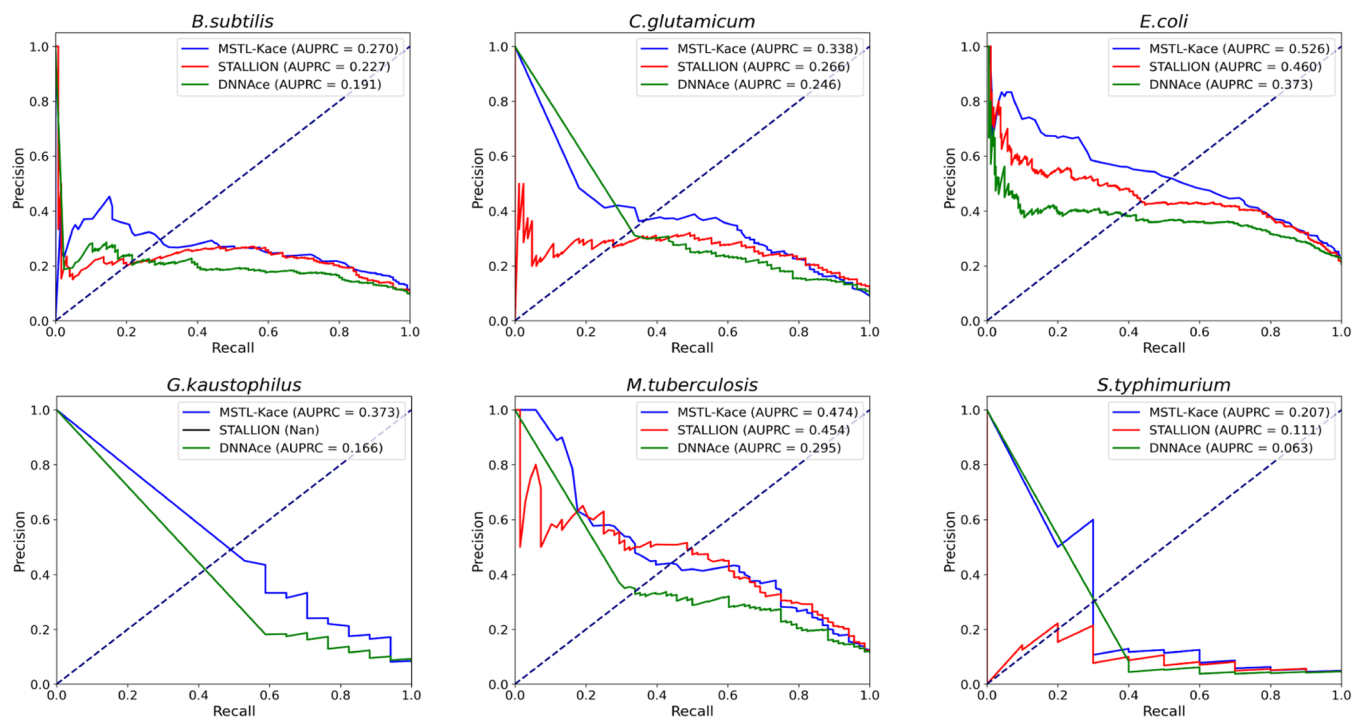 B.subtilis
MSTL-Kace (AUPRC = 0.270)
STALLION (AUPRC = 0.227)
DNNAce (AUPRC = 0.191)
Precision
1.0
0.8
0.6
0.4
0.2
0.0
0.0 0.2 0.4 0.6 0.8 1.0
Recall
C.glutamicum
MSTL-Kace (AUPRC = 0.338)
STALLION (AUPRC = 0.266)
DNNAce (AUPRC = 0.246)
Precision
1.0
0.8
0.6
0.4
0.2
0.0
0.0 0.2 0.4 0.6 0.8 1.0
Recall
E.coli
MSTL-Kace (AUPRC = 0.526)
STALLION (AUPRC = 0.460)
DNNAce (AUPRC = 0.373)
Precision
1.0
0.8
0.6
0.4
0.2
0.0
0.0 0.2 0.4 0.6 0.8 1.0
Recall
G.kaustophilus
MSTL-Kace (AUPRC = 0.373)
STALLION (Nan)
DNNAce (AUPRC = 0.166)
Precision
1.0
0.8
0.6
0.4
0.2
0.0
0.0 0.2 0.4 0.6 0.8 1.0
Recall
M.tuberculosis
MSTL-Kace (AUPRC = 0.474)
STALLION (AUPRC = 0.454)
DNNAce (AUPRC = 0.295)
Precision
1.0
0.8
0.6
0.4
0.2
0.0
0.0 0.2 0.4 0.6 0.8 1.0
Recall
S.typhimurium
MSTL-Kace (AUPRC = 0.207)
STALLION (AUPRC = 0.111)
DNNAce (AUPRC = 0.063)
Precision
1.0
0.8
0.6
0.4
0.2
0.0
0.0 0.2 0.4 0.6 0.8 1.0
Recall